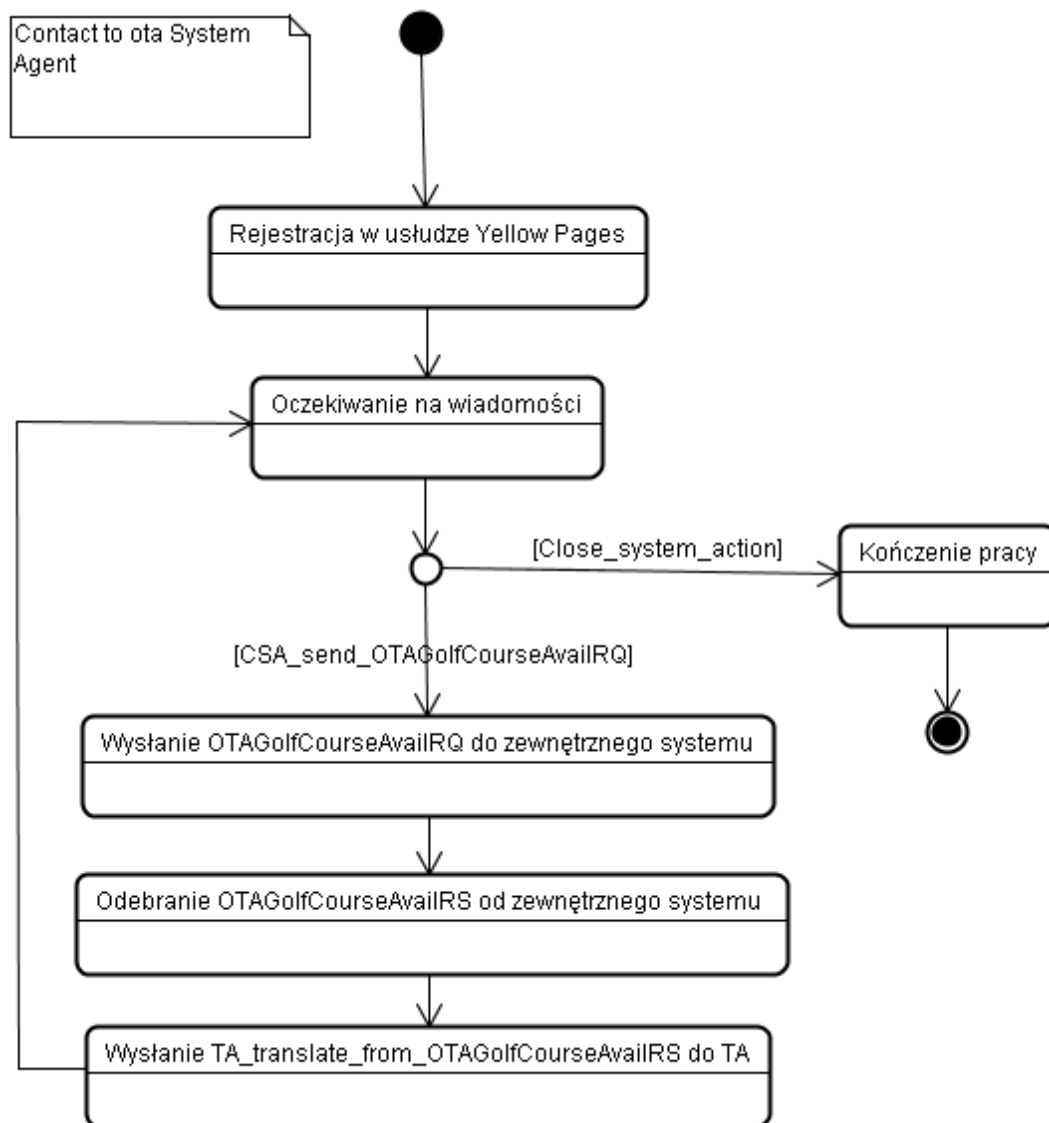 Contact to ota System
Agent
Rejestracja w usłudze Yellow Pages
Oczekiwanie na wiadomości
[Close_system_action]
Kończenie pracy
[CSA_send_OTAGolfCourseAvailRQ]
Wysłanie OTAGolfCourseAvailRQ do zewnętrznego systemu
Odebranie OTAGolfCourseAvailRS od zewnętrznego systemu
Wysłanie TA_translate_from_OTAGolfCourseAvailRS do TA